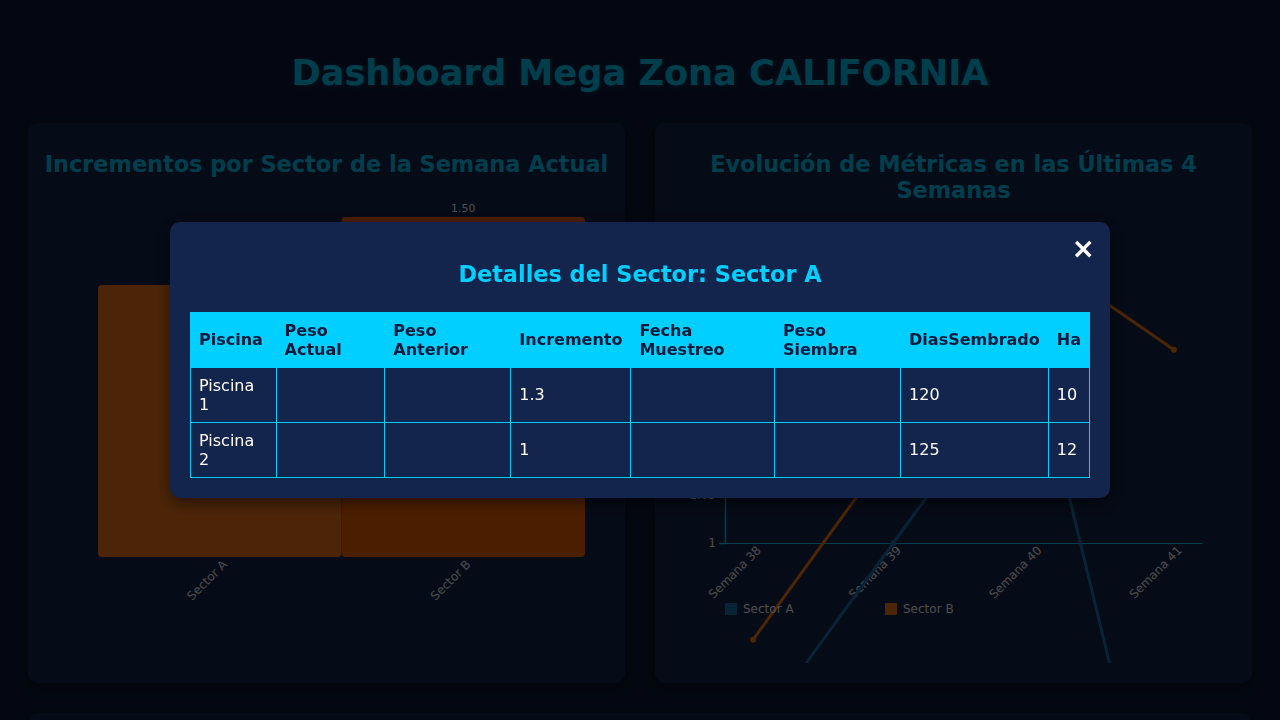 Dashboard Mega Zona CALIFORNIA
Incrementos por Sector de la Semana Actual
Evolución de Métricas en las Últimas 4
Semanas
1.50
×
Detalles del Sector: Sector A
Piscina
Peso
Actual
Peso
Anterior
Incremento
Fecha
Muestreo
Peso
Siembra
DiasSembrado
Ha
Piscina
1
1.3
120
10
Piscina
2
1
125
12
1
Sector A
Sector B
Semana 38
Semana 39
Semana 40
Semana 41
Sector A
Sector B